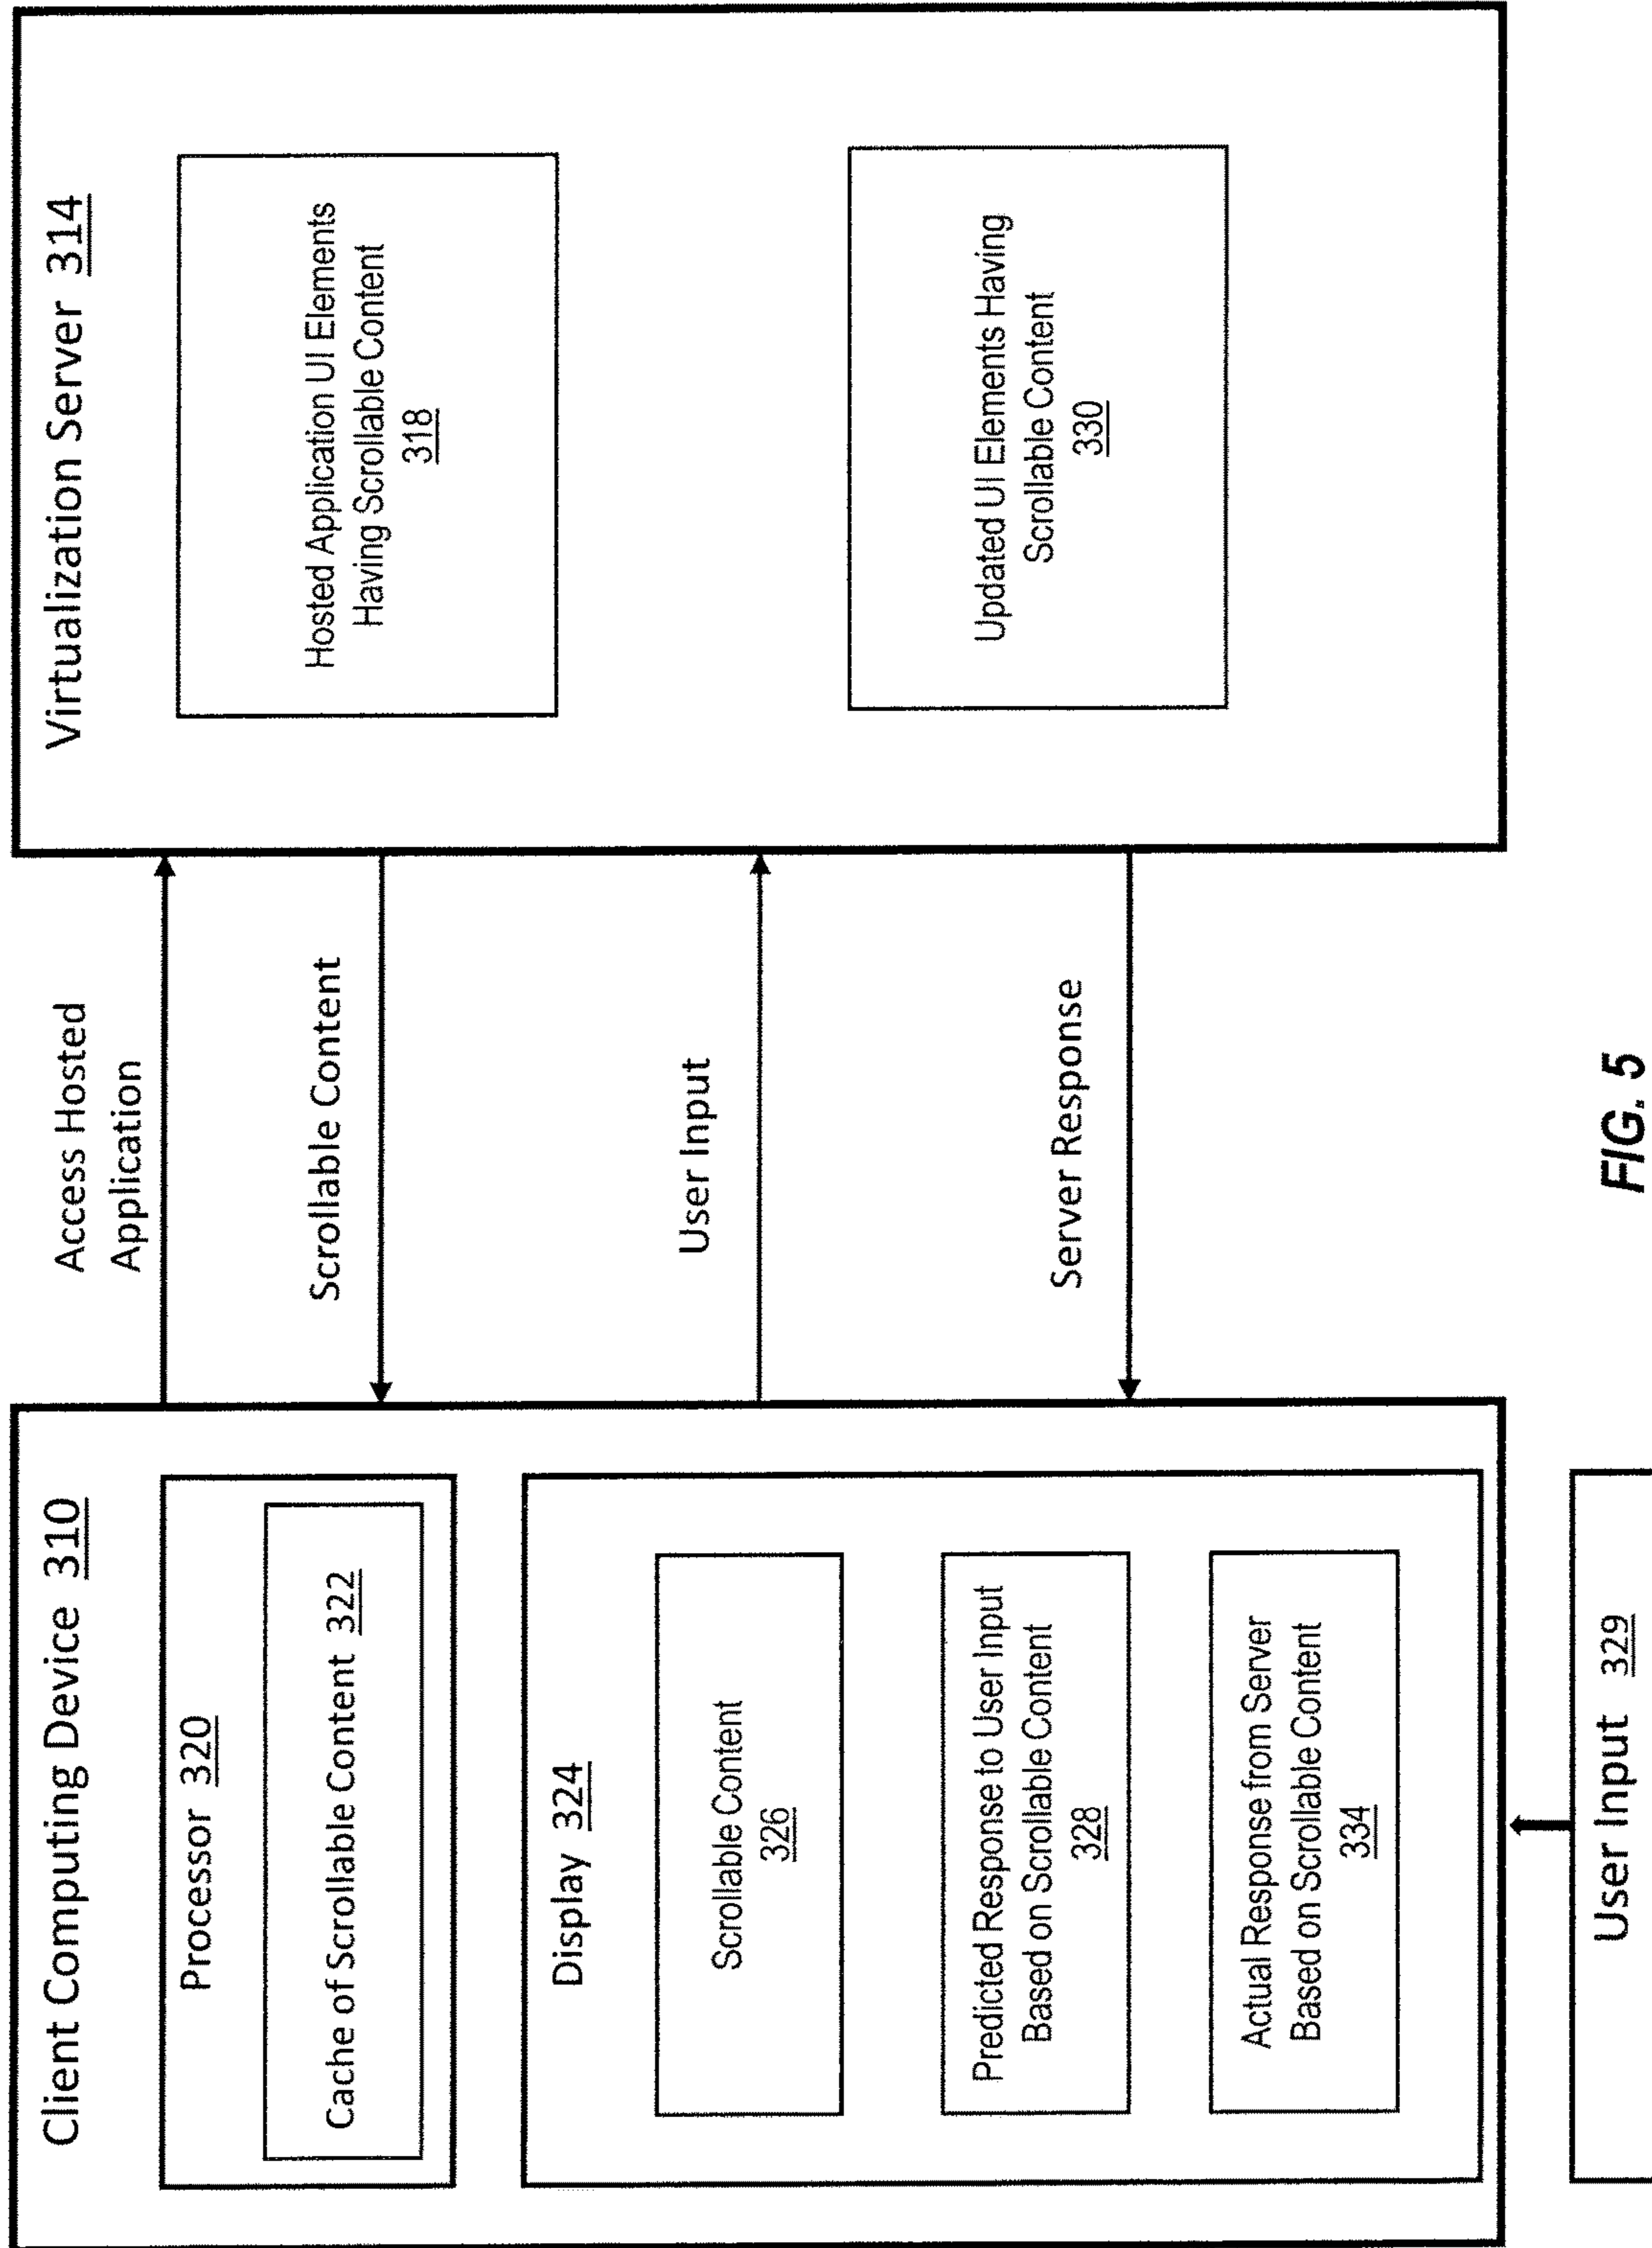 Client Computing Device 310
Processor 320
Cache of Scrollable Content 322
Display 324
Scrollable Content
326
Predicted Response to User Input
Based on Scrollable Content
328
Actual Response from Server
Based on Scrollable Content
334
User Input 329
Access Hosted
Application
Scrollable Content
User Input
Server Response
Virtualization Server 314
Hosted Application UI Elements
Having Scrollable Content
318
Updated UI Elements Having
Scrollable Content
330
FIG. 5